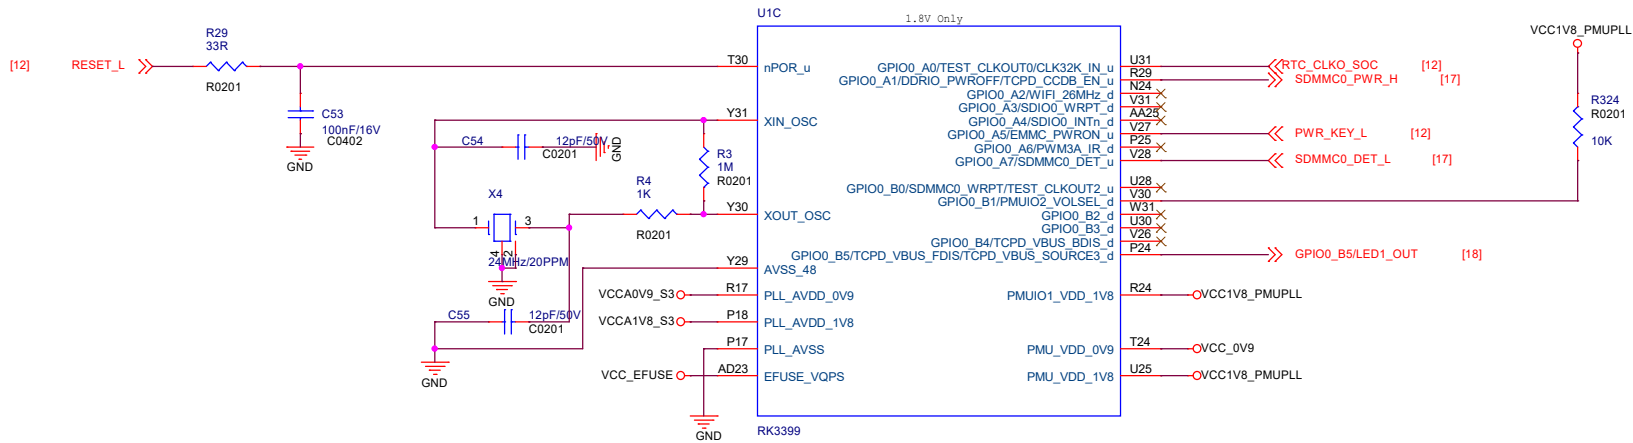 U1C
1.8V Only
VCC1V8_PMUPLL
R29
33R
[12] RESET_L
R0201
T30
nPOR_u
C53
100nF/16V
C0402
GND
Y31
XIN_OSC
C54
12pF/50V
C0201
GND
R3
1M
R0201
R4
1K
R0201
Y30
XOUT_OSC
X4
1
3
4
2
24MHz/20PPM
GND
Y29
AVSS_48
VCCA0V9_S3
R17
PLL_AVDD_0V9
C55
12pF/50V
C0201
VCCA1V8_S3
P18
PLL_AVDD_1V8
GND
P17
PLL_AVSS
VCC_EFUSE
AD23
EFUSE_VQPS
GND
RK3399
GPIO0_A0/TEST_CLKOUT0/CLK32K_IN_u
U31
RTC_CLKO_SOC [12]
GPIO0_A1/DDRIO_PWROFF/TCPD_CCDB_EN_u
R29
SDMMC0_PWR_H [17]
GPIO0_A2/WIFI_26MHz_d
N24
GPIO0_A3/SDIO0_WRPT_d
V31
GPIO0_A4/SDIO0_INTn_d
AA25
GPIO0_A5/EMMC_PWRON_u
V27
PWR_KEY_L [12]
GPIO0_A6/PWM3A_IR_d
P25
GPIO0_A7/SDMMC0_DET_u
V28
SDMMC0_DET_L [17]
R324
R0201
10K
GPIO0_B0/SDMMC0_WRPT/TEST_CLKOUT2_u
U28
GPIO0_B1/PMUIO2_VOLSEL_d
V30
GPIO0_B2_d
W31
GPIO0_B3_d
U30
GPIO0_B4/TCPD_VBUS_BDIS_d
V26
GPIO0_B5/TCPD_VBUS_FDIS/TCPD_VBUS_SOURCE3_d
P24
GPIO0_B5/LED1_OUT [18]
PMUIO1_VDD_1V8
R24
VCC1V8_PMUPLL
PMU_VDD_0V9
T24
VCC_0V9
PMU_VDD_1V8
U25
VCC1V8_PMUPLL